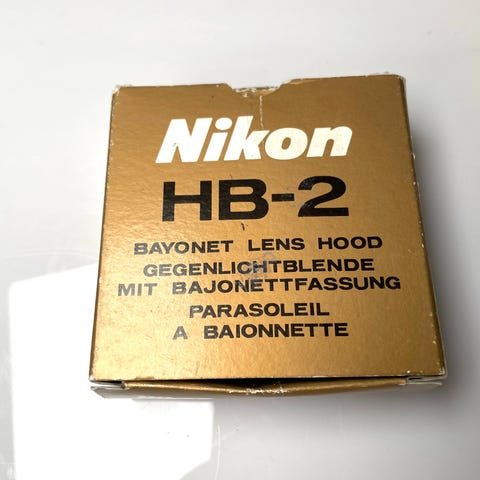 Nikon
HB-2
BAYONET LENS HOOD
GEGENLICHTBLENDE
MIT BAJONETTFASSUNG
PARASOLEIL
A BAIONNETTE